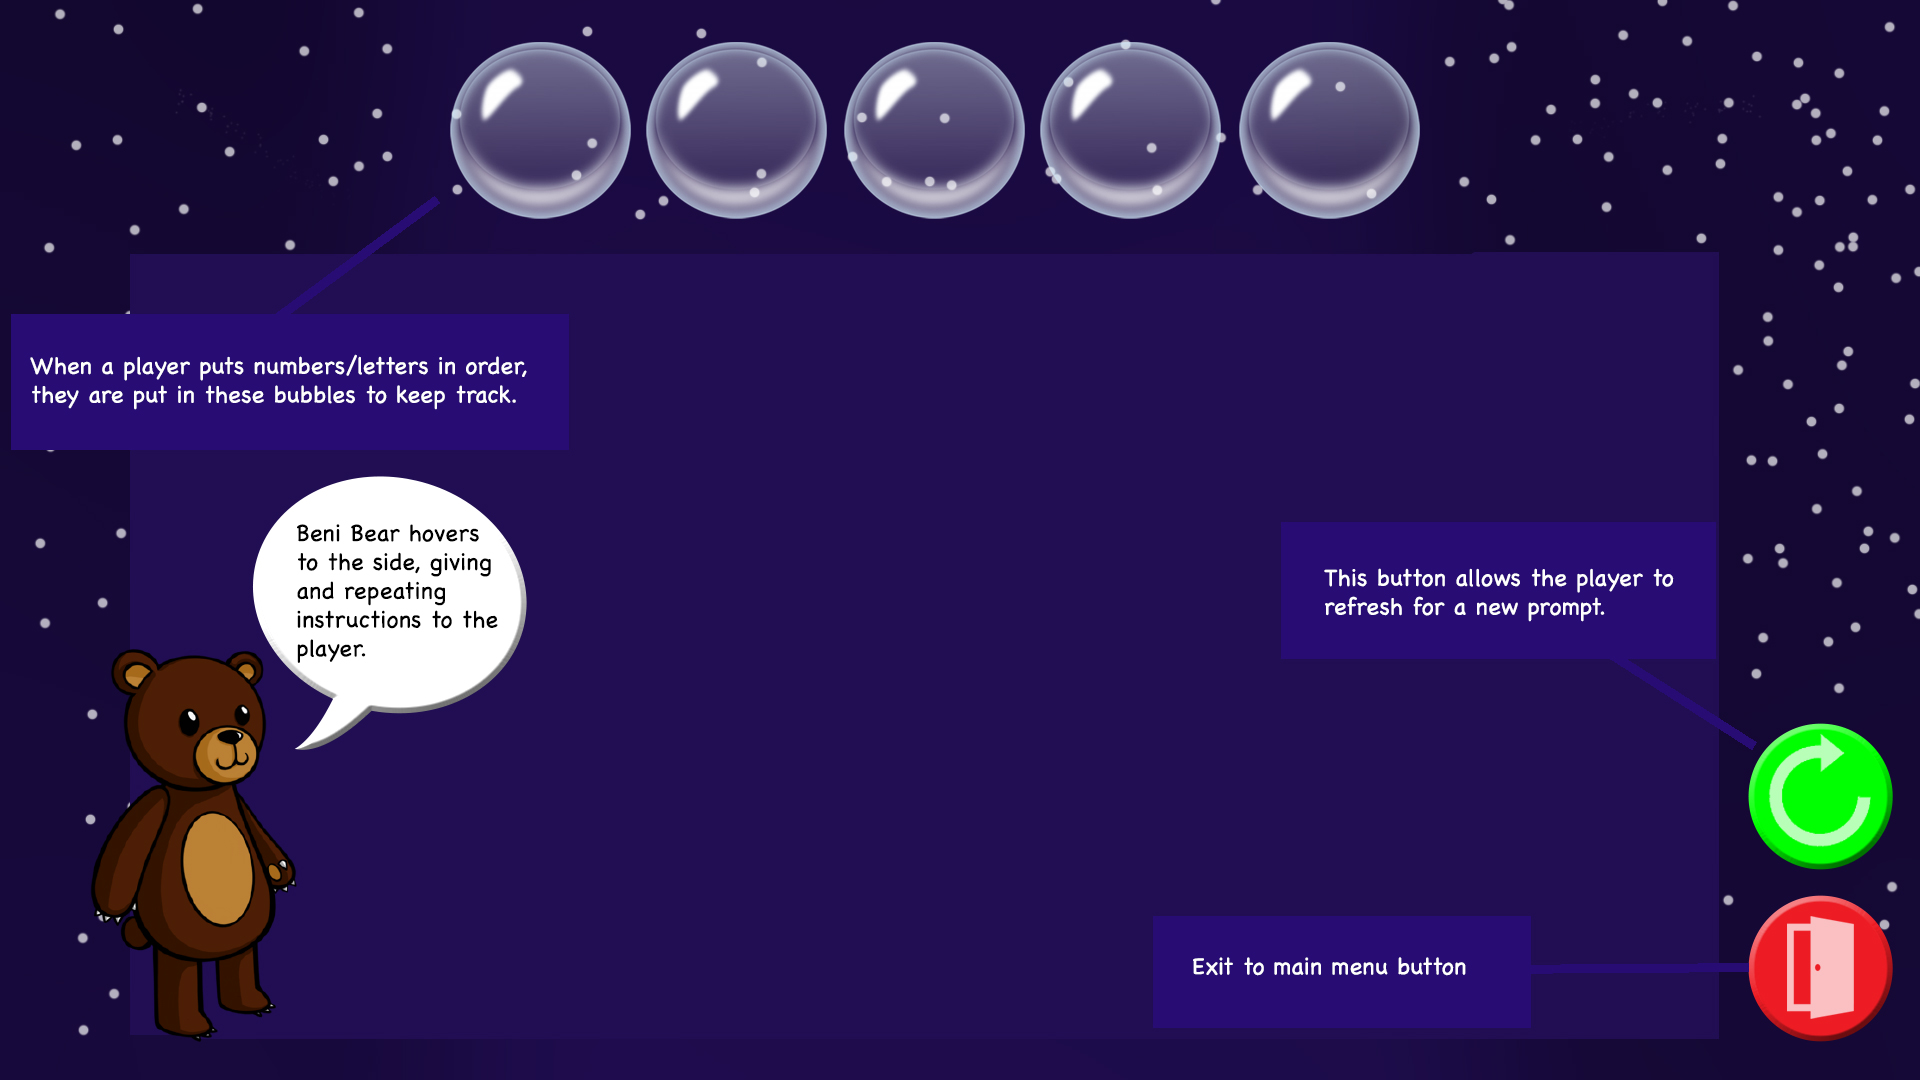 When a player puts numbers/letters in order,
they are put in these bubbles to keep track.
Beni Bear hovers
to the side, giving
and repeating
instructions to the
player.
This button allows the player to
refresh for a new prompt.
Exit to main menu button